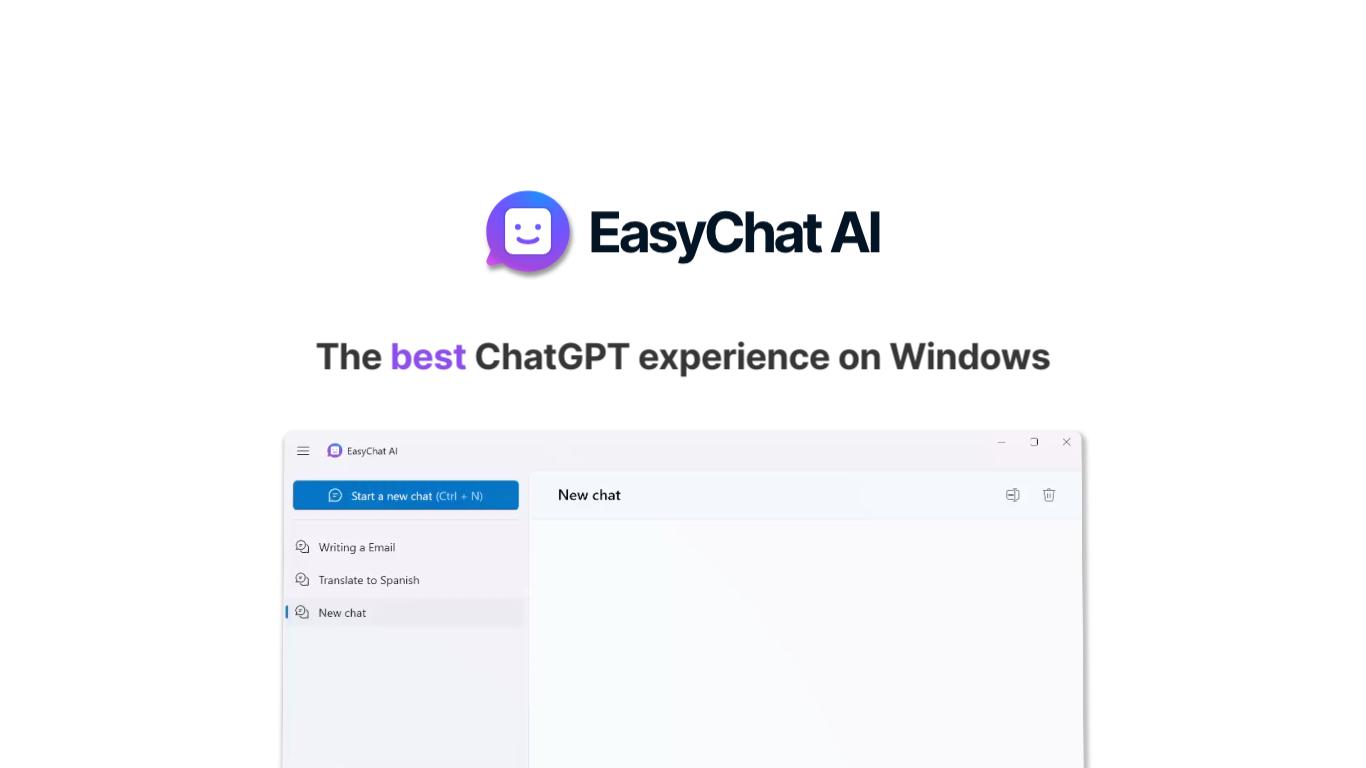 EasyChat AI
The best ChatGPT experience on Windows
EasyChat AI
Start a new chat (Ctrl + N)
New chat
Writing a Email
Translate to Spanish
New chat